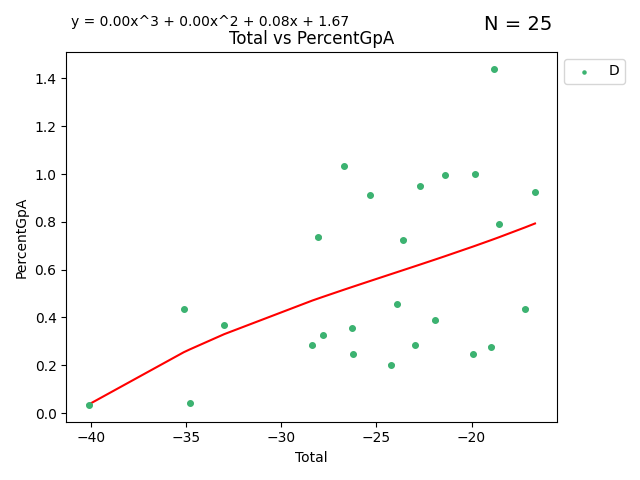 y = 0.00x^3 + 0.00x^2 + 0.08x + 1.67
N = 25
Total vs PercentGpA
D
PercentGpA
1.4
1.2
1.0
0.8
0.6
0.4
0.2
0.0
−40
−35
−30
−25
−20
Total